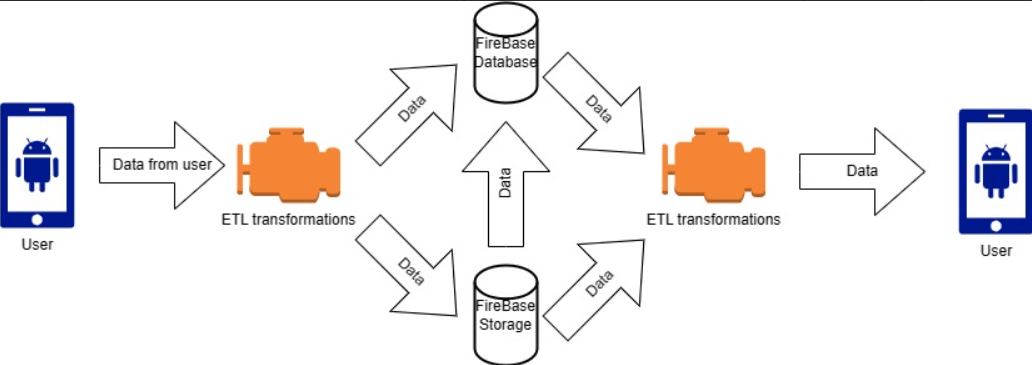 FireBase
Database
Data
Data
Data from user
Data
Data
ETL transformations
ETL transformations
User
User
Data
Data
FireBase
Storage